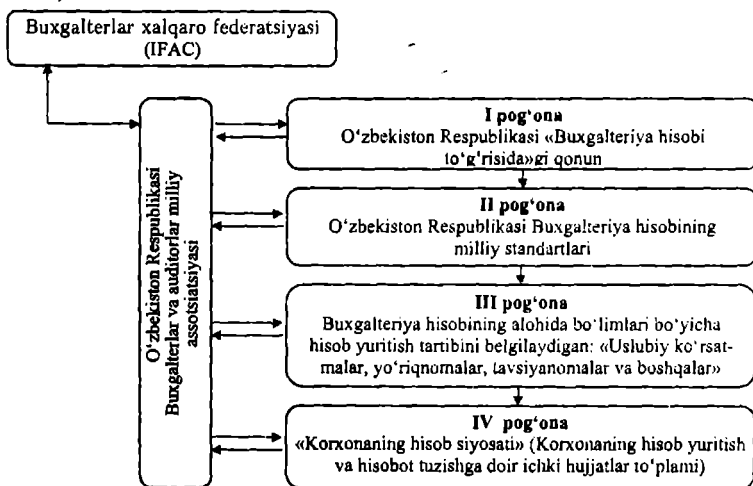 Buxgalterlar xalqaro federatsiyasi
(IFAC)
O‘zbekiston Respublikasi
Buxgalterlar va auditorlar milliy
assotsiatsiyasi
I pog‘ona
O‘zbekiston Respublikasi «Buxgalteriya hisobi
to‘g‘risida»gi qonun
II pog‘ona
O‘zbekiston Respublikasi Buxgalteriya hisobining
milliy standartlari
III pog‘ona
Buxgalteriya hisobining alohida bo‘limlari bo‘yicha
hisob yuritish tartibini belgilaydigan: «Uslubiy ko‘rsat-
malar, yo‘riqnomalar, tavsiyanomalar va boshqalar»
IV pog‘ona
«Korxonaning hisob siyosati» (Korxonaning hisob yuritish
va hisobot tuzishga doir ichki hujjatlar to‘plami)